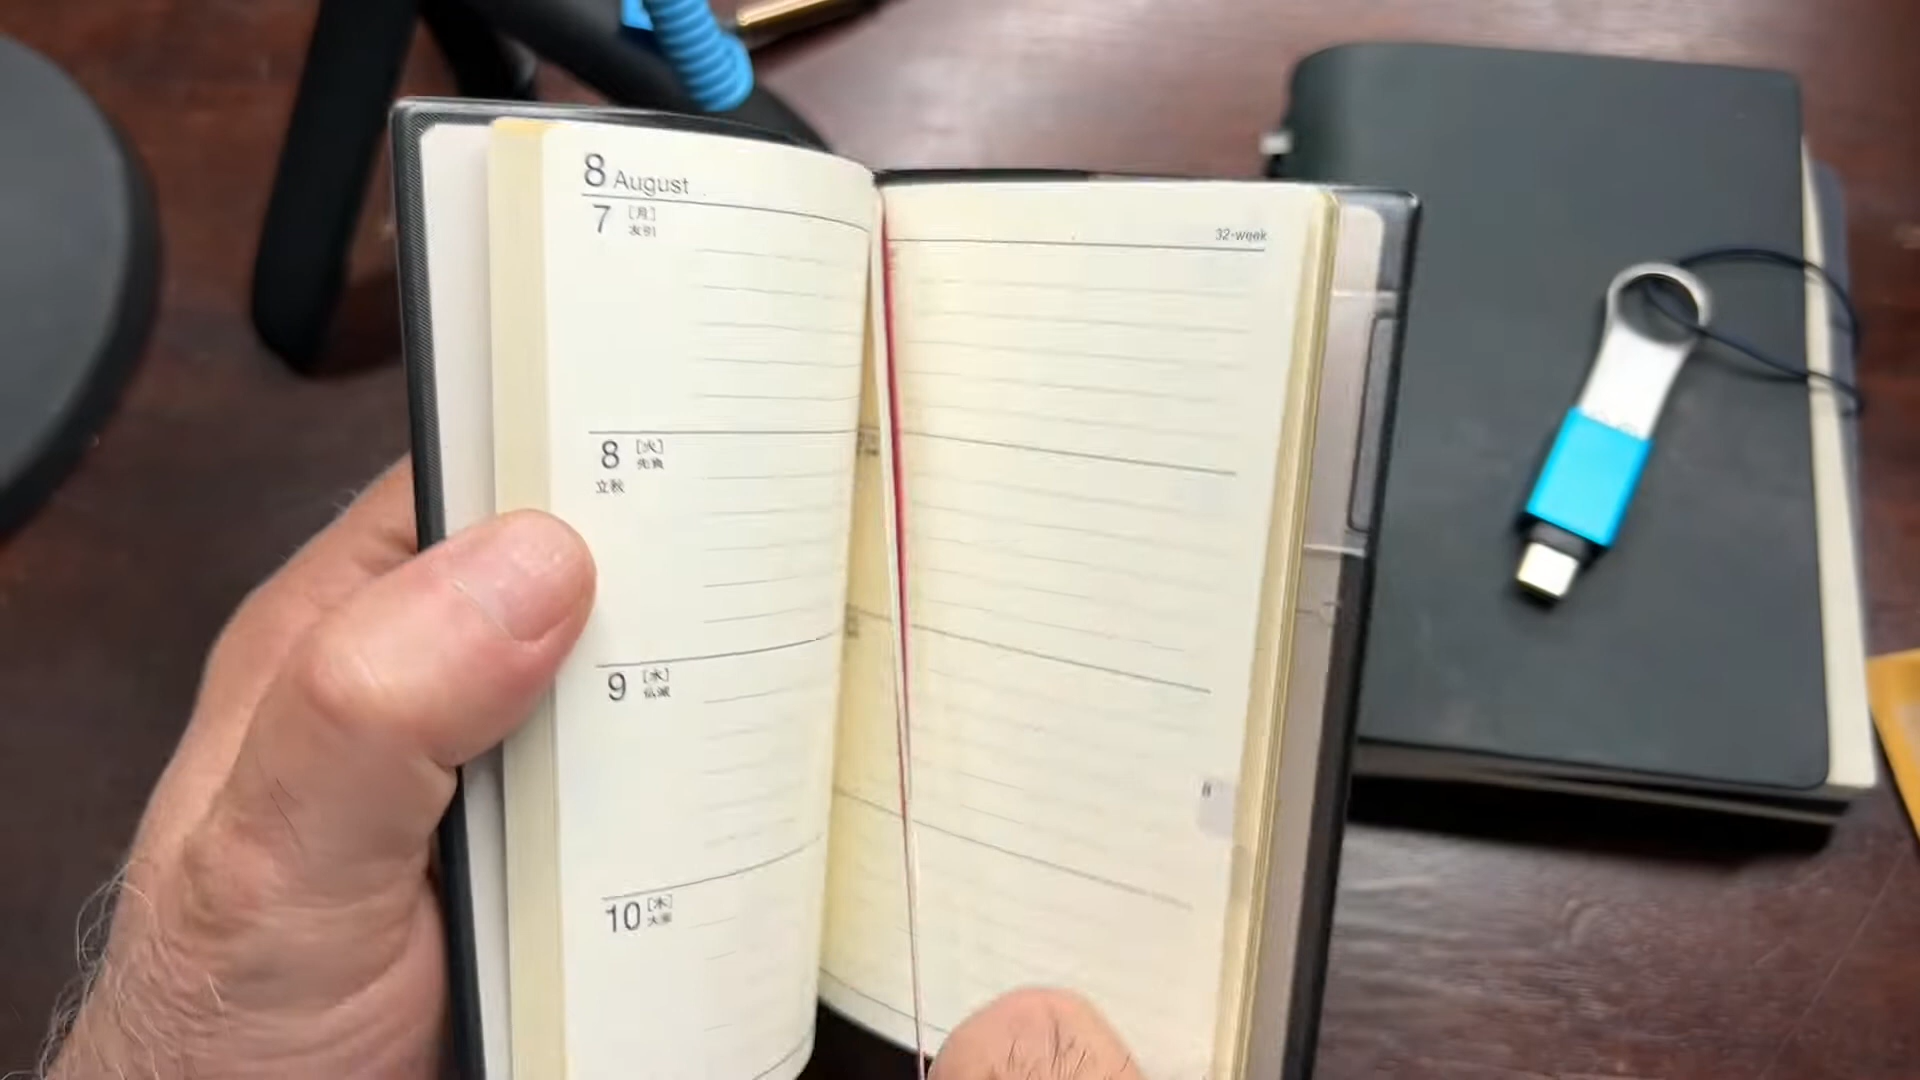 8 August
7 [月]
友引
8 [火]
先負
立秋
9 [水]
仏滅
10 [木]
大安
32-week
8